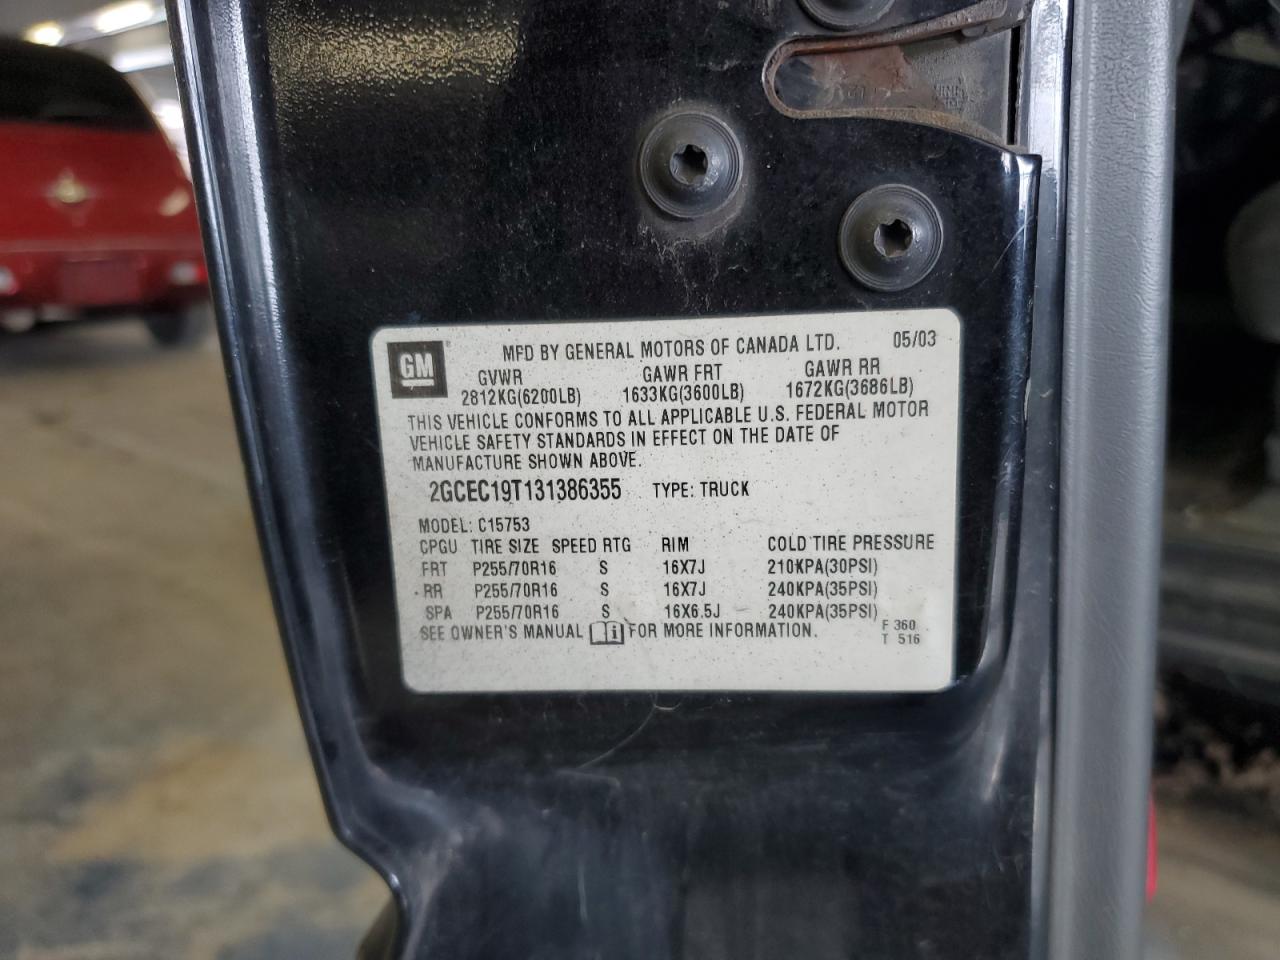 GM
MFD BY GENERAL MOTORS OF CANADA LTD. 05/03
GVWR GAWR FRT GAWR RR
2812KG(6200LB) 1633KG(3600LB) 1672KG(3686LB)
THIS VEHICLE CONFORMS TO ALL APPLICABLE U.S. FEDERAL MOTOR
VEHICLE SAFETY STANDARDS IN EFFECT ON THE DATE OF
MANUFACTURE SHOWN ABOVE.
2GCEC19T131386355 TYPE: TRUCK
MODEL: C15753
CPGU TIRE SIZE SPEED RTG RIM COLD TIRE PRESSURE
FRT P255/70R16 S 16X7J 210KPA(30PSI)
RR P255/70R16 S 16X7J 240KPA(35PSI)
SPA P255/70R16 S 16X6.5J 240KPA(35PSI)
SEE OWNER'S MANUAL FOR MORE INFORMATION. F 360
T 516